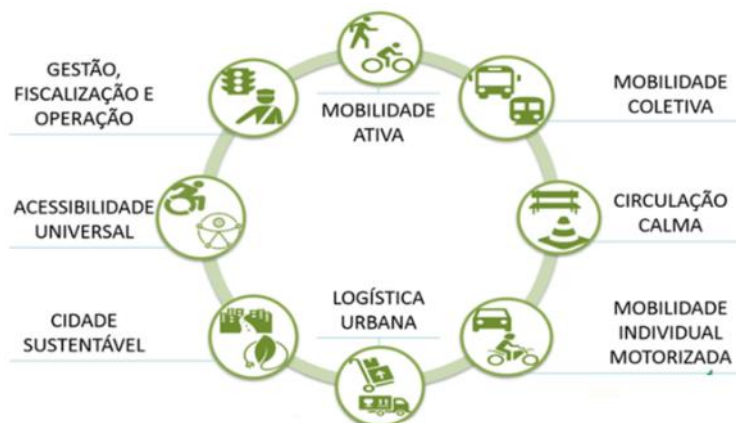 GESTÃO,
FISCALIZAÇÃO E
OPERAÇÃO
MOBILIDADE
ATIVA
MOBILIDADE
COLETIVA
ACESSIBILIDADE
UNIVERSAL
CIRCULAÇÃO
CALMA
CIDADE
SUSTENTÁVEL
LOGÍSTICA
URBANA
MOBILIDADE
INDIVIDUAL
MOTORIZADA